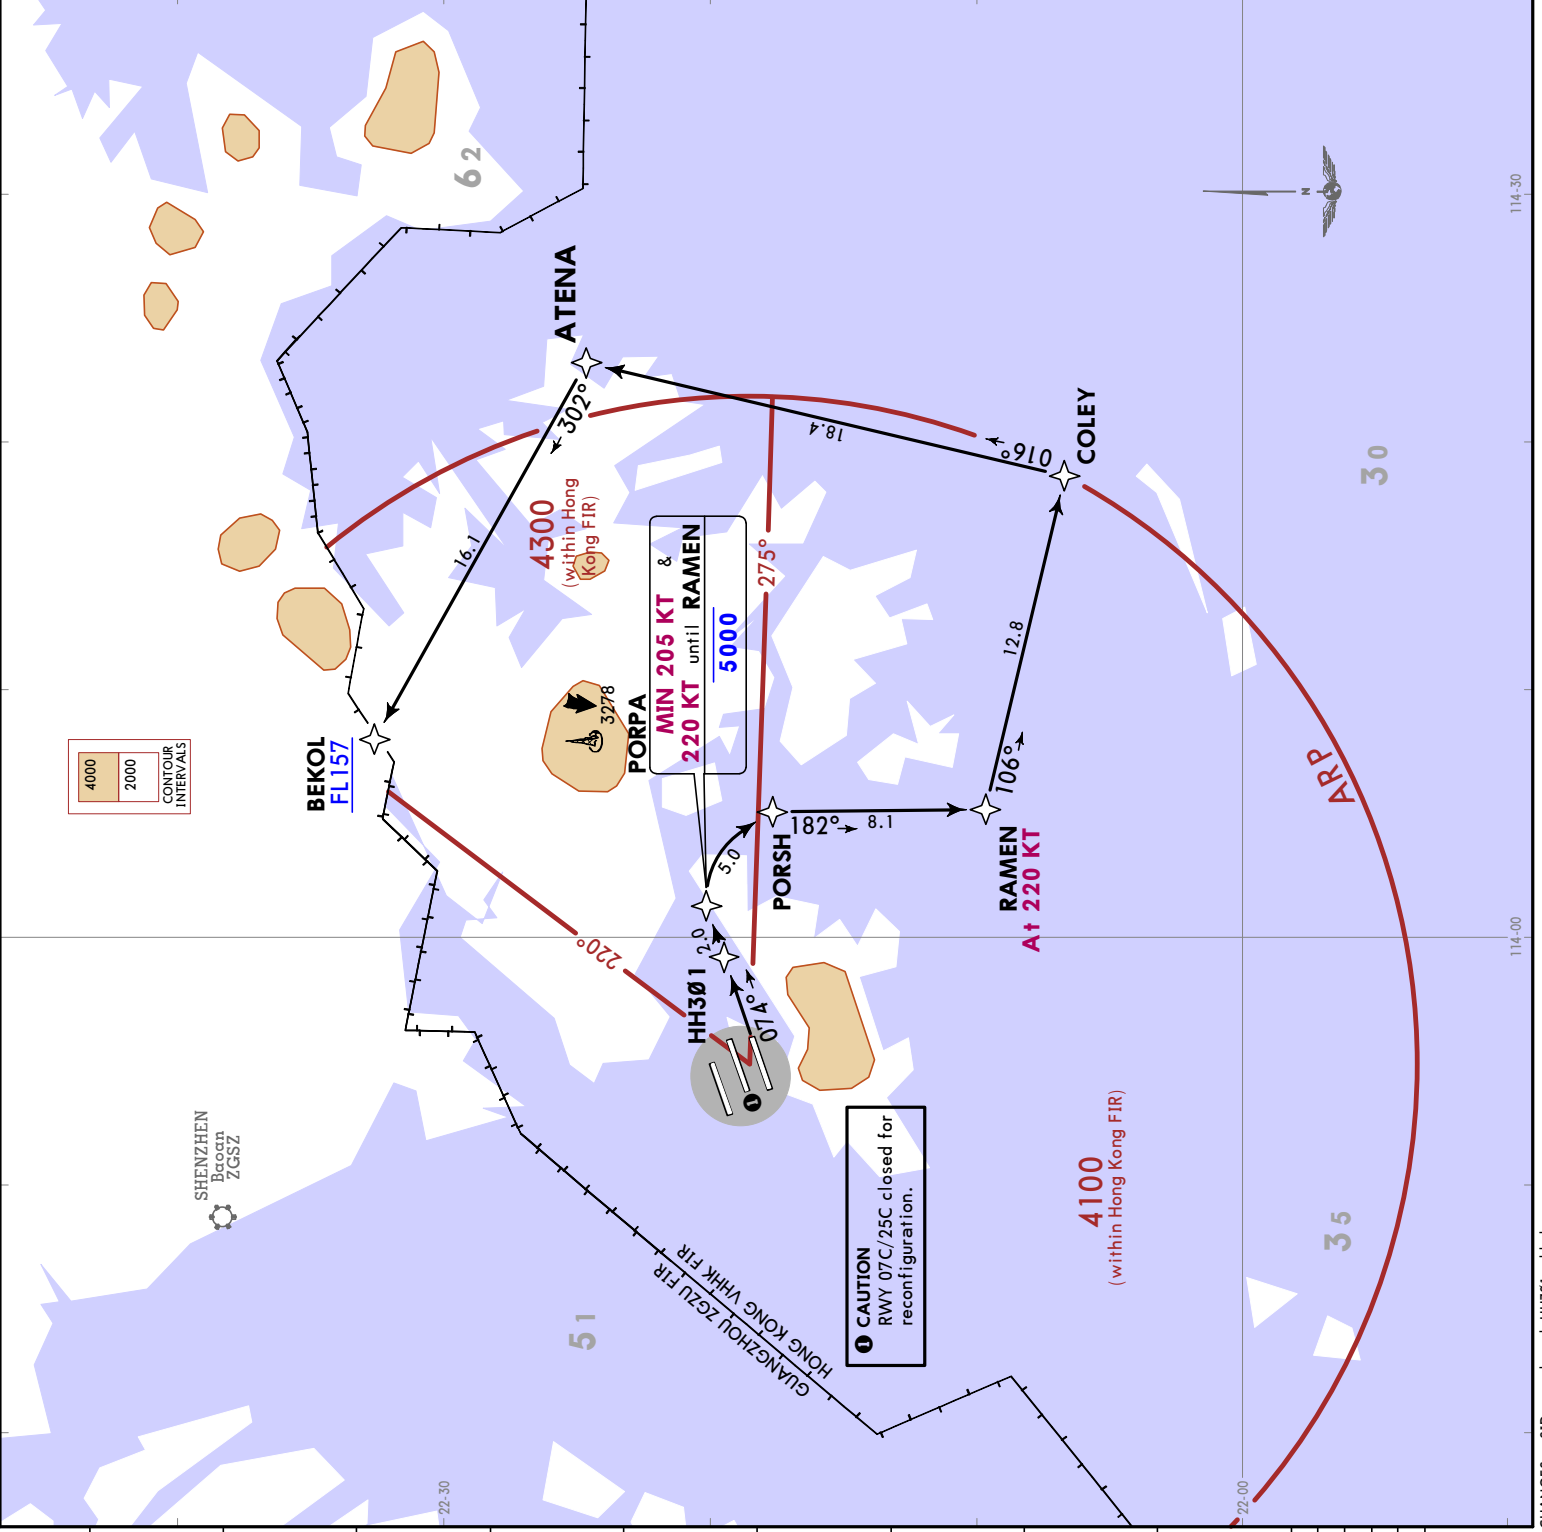 62
ATENA
302°
4300
(within Hong
Kong FIR)
16.1
18.4
016°
COLEY
30
12.8
4000
2000
CONTOUR
INTERVALS
BEKOL
FL157
3278
PORPA
MIN 205 KT &
220 KT until RAMEN
5000
275°
PORSH
5.0
182°
8.1
106°
RAMEN
At 220 KT
ARP
220°
2.0
HH3Ø1
074°
1
SHENZHEN
Baoan
ZGSZ
GUANGZHOU ZGZU FIR
HONG KONG VHHK FIR
51
1 CAUTION
RWY 07C/25C closed for
reconfiguration.
4100
(within Hong Kong FIR)
35
N
114-30
114-00
22-30
22-00